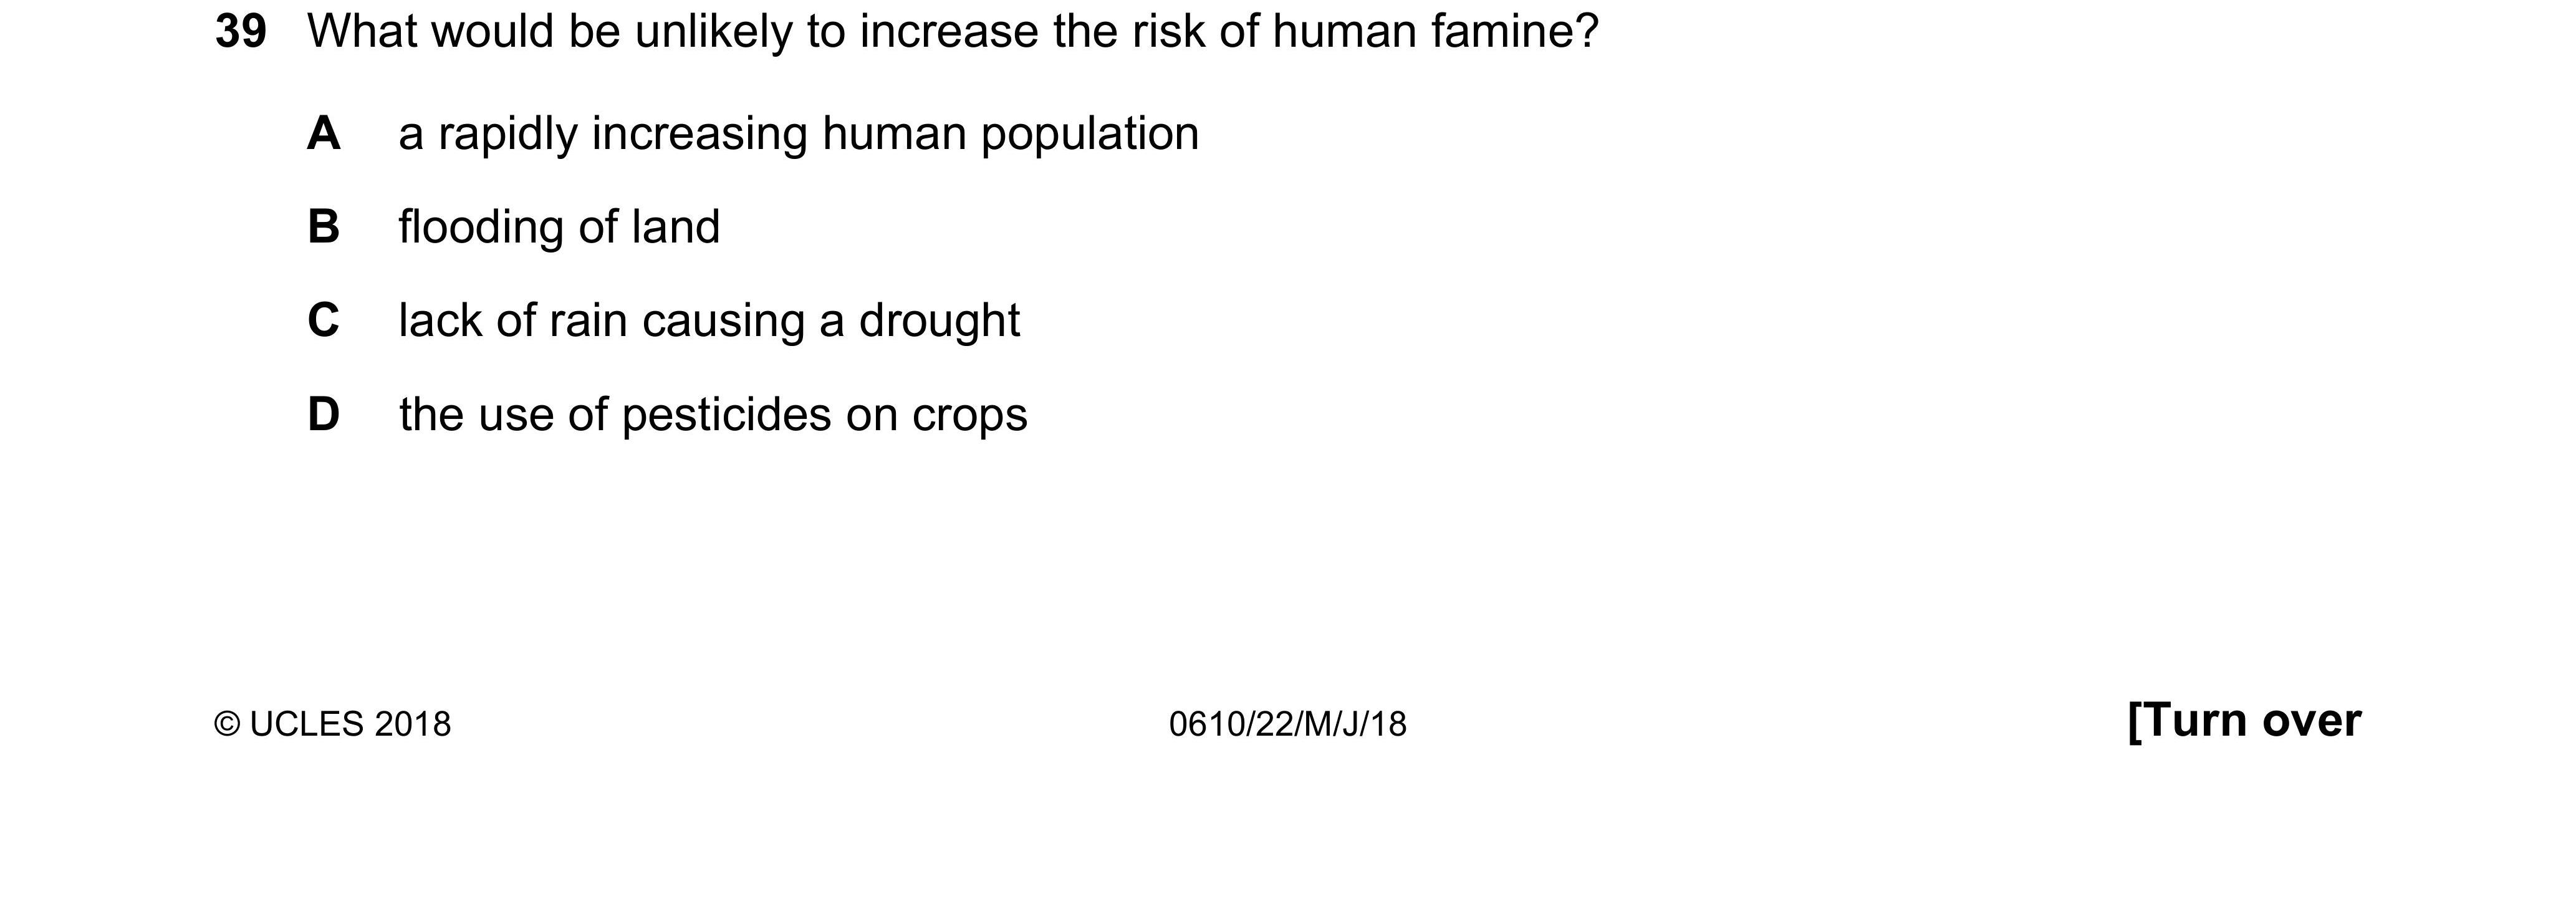 39 What would be unlikely to increase the risk of human famine?
A a rapidly increasing human population
B flooding of land
C lack of rain causing a drought
D the use of pesticides on crops
© UCLES 2018 0610/22/M/J/18 [Turn over